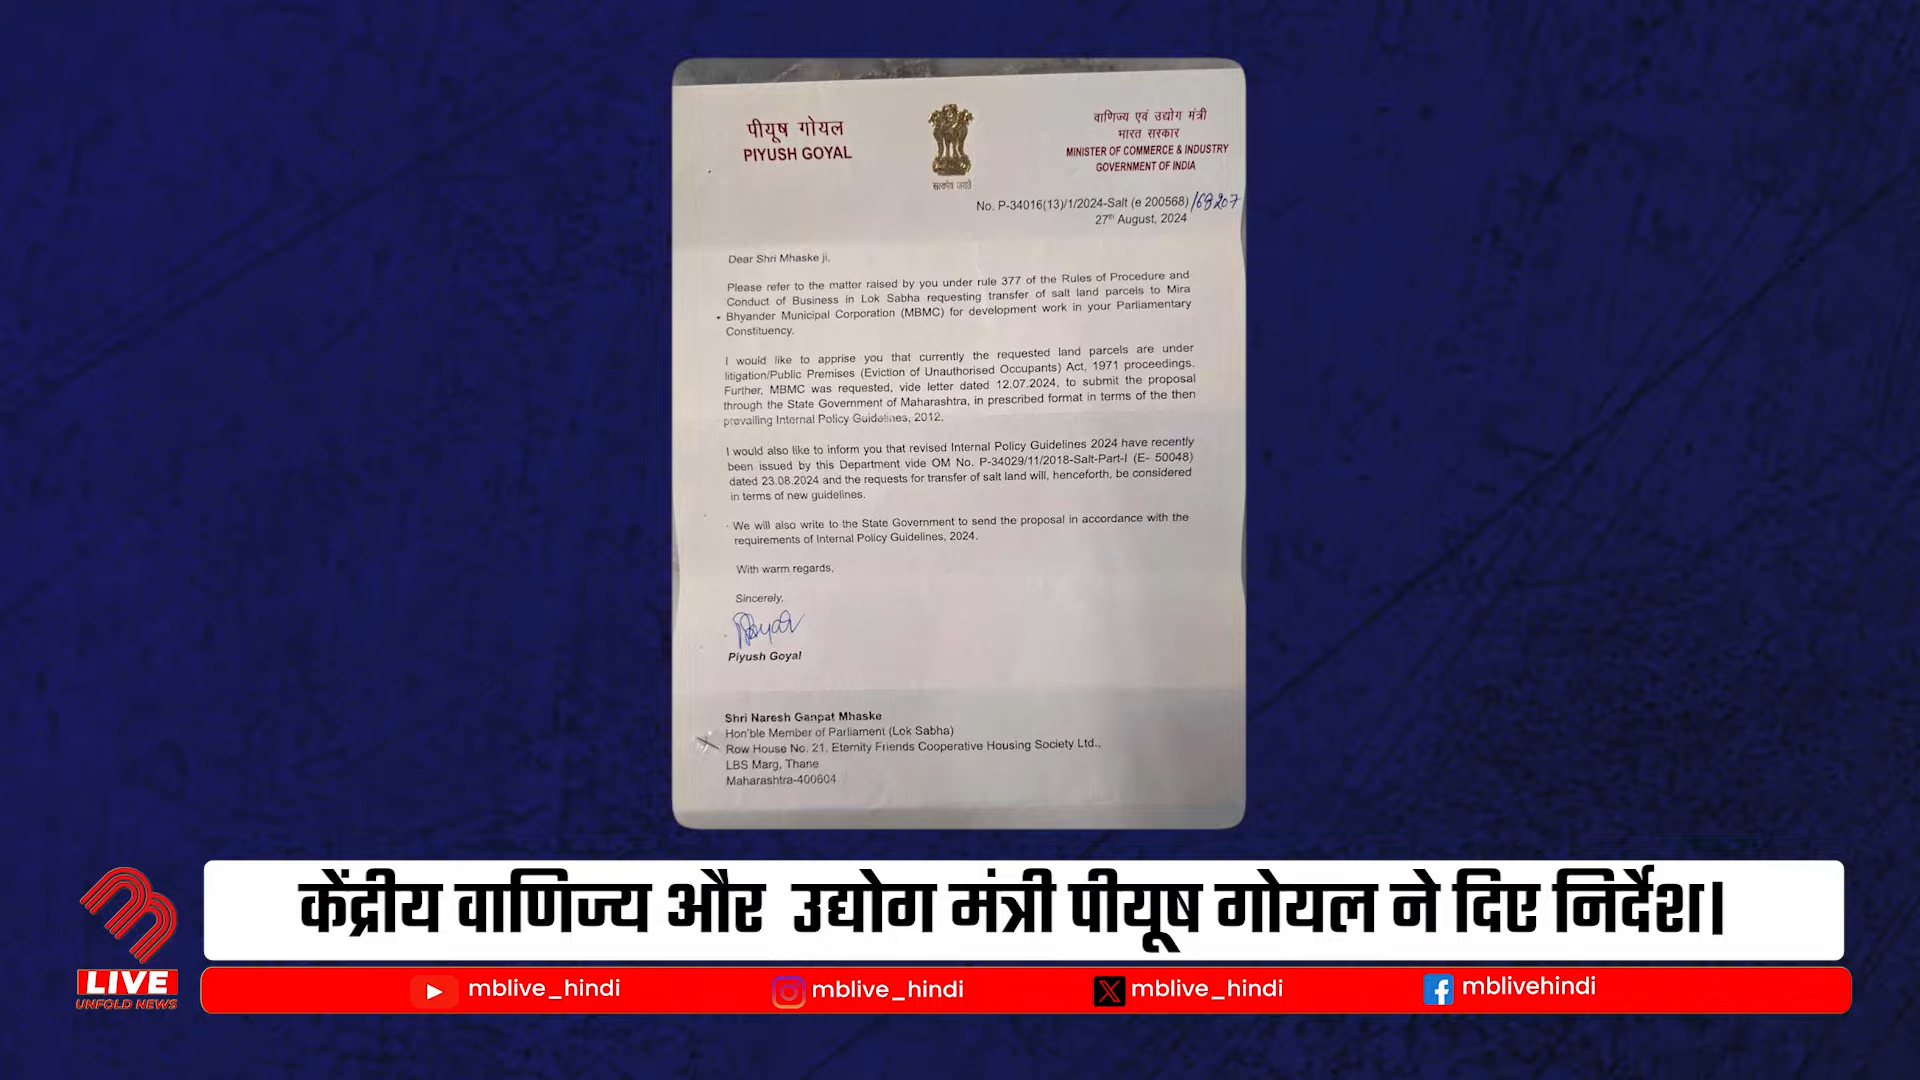 पीयूष गोयल
PIYUSH GOYAL
सत्यमेव जयते
वाणिज्य एवं उद्योग मंत्री
भारत सरकार
MINISTER OF COMMERCE & INDUSTRY
GOVERNMENT OF INDIA
No. P-34016(13)/1/2024-Salt (e 200568) /68207
27th August, 2024
Dear Shri Mhaske ji,
Please refer to the matter raised by you under rule 377 of the Rules of Procedure and
Conduct of Business in Lok Sabha requesting transfer of salt land parcels to Mira
Bhyander Municipal Corporation (MBMC) for development work in your Parliamentary
Constituency.
I would like to apprise you that currently the requested land parcels are under
litigation/Public Premises (Eviction of Unauthorised Occupants) Act, 1971 proceedings.
Further, MBMC was requested, vide letter dated 12.07.2024, to submit the proposal
through the State Government of Maharashtra, in prescribed format in terms of the then
prevailing Internal Policy Guidelines, 2012.
I would also like to inform you that revised Internal Policy Guidelines 2024 have recently
been issued by this Department vide OM No. P-34029/11/2018-Salt-Part-I (E- 50048)
dated 23.08.2024 and the requests for transfer of salt land will, henceforth, be considered
in terms of new guidelines.
We will also write to the State Government to send the proposal in accordance with the
requirements of Internal Policy Guidelines, 2024.
With warm regards,
Sincerely,
Piyush Goyal
Shri Naresh Ganpat Mhaske
Hon'ble Member of Parliament (Lok Sabha)
Row House No. 21, Eternity Friends Cooperative Housing Society Ltd.,
LBS Marg, Thane
Maharashtra-400604
केंद्रीय वाणिज्य और उद्योग मंत्री पीयूष गोयल ने दिए निर्देश।
LIVE
UNFOLD NEWS
mblive_hindi
mblive_hindi
mblive_hindi
mblivehindi